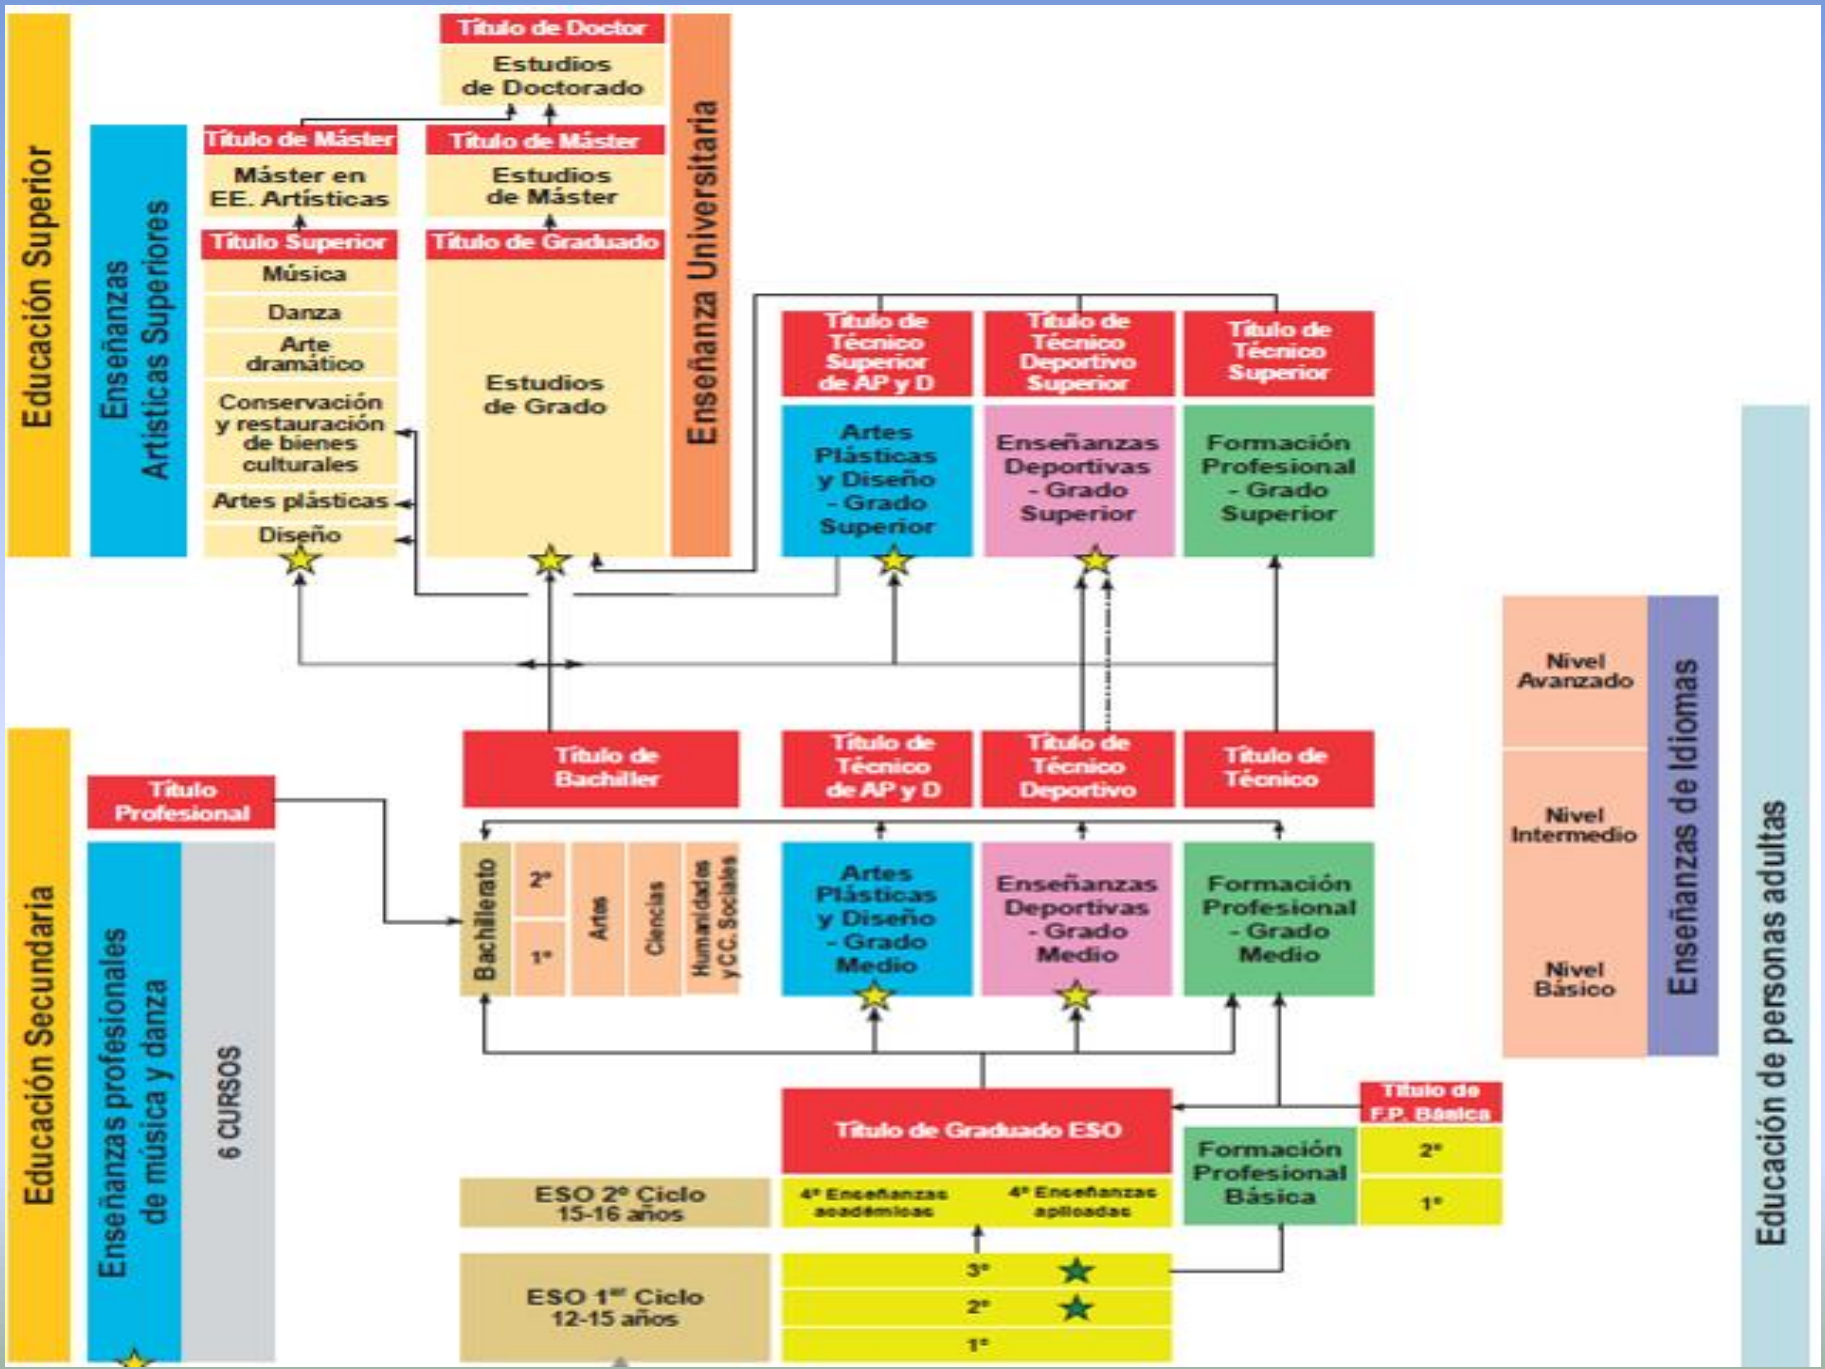 Educación Superior
Enseñanzas
Artísticas Superiores
Título de Doctor
Estudios
de Doctorado
Título de Máster
Máster en
EE. Artísticas
Título de Máster
Estudios
de Máster
Título Superior
Música
Danza
Arte
dramático
Conservación
y restauración
de bienes
culturales
Artes plásticas
Diseño
Título de Graduado
Estudios
de Grado
Enseñanza Universitaria
Título de
Técnico
Superior
de AP y D
Título de
Técnico
Deportivo
Superior
Título de
Técnico
Superior
Artes
Plásticas
y Diseño
- Grado
Superior
Enseñanzas
Deportivas
- Grado
Superior
Formación
Profesional
- Grado
Superior
Educación Secundaria
Título
Profesional
Enseñanzas profesionales
de música y danza
6 CURSOS
Título de
Bachiller
Título de
Técnico
de AP y D
Título de
Técnico
Deportivo
Título de
Técnico
Bachillerato
2º
1º
Artes
Ciencias
Humanidades
y CC. Sociales
Artes
Plásticas
y Diseño
- Grado
Medio
Enseñanzas
Deportivas
- Grado
Medio
Formación
Profesional
- Grado
Medio
Título de Graduado ESO
Título de
F.P. Básica
Formación
Profesional
Básica
2º
1º
ESO 2º Ciclo
15-16 años
4º Enseñanzas
académicas
4º Enseñanzas
aplicadas
ESO 1er Ciclo
12-15 años
3º
2º
1º
Nivel
Avanzado
Nivel
Intermedio
Nivel
Básico
Enseñanzas de Idiomas
Educación de personas adultas